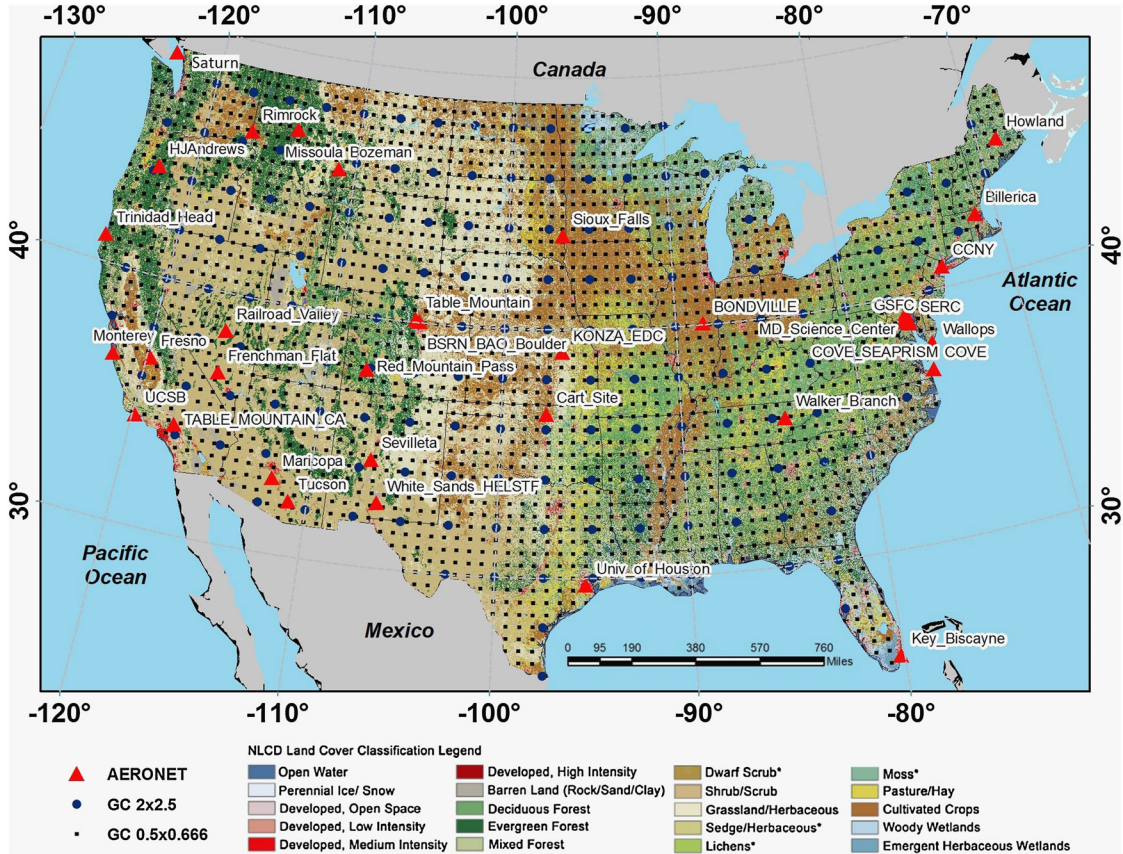 -130° -120° -110° -100° -90° -80° -70°
Canada
Saturn
Rimrock
Howland
HJAndrews
Missoula Bozeman
Billerica
Trinidad_Head
Sioux_Falls
40°
CCNY
40°
Atlantic
Ocean
Table_Mountain
BONDVILLE
GSFC SERC
Railroad_Valley
Monterey
Fresno
BSRN_BAO_Boulder
KONZA_EDC
MD_Science_Center
Wallops
Frenchman_Flat
Red_Mountain_Pass
COVE_SEAPRISM COVE
UCSB
Cart_Site
Walker_Branch
TABLE_MOUNTAIN_CA
Sevilleta
Maricopa
Tucson
White_Sands_HELSTF
30°
30°
Pacific
Ocean
Univ_of_Houston
Mexico
Key_Biscayne
0 95 190 380 570 760
Miles
-120° -110° -100° -90° -80°
NLCD Land Cover Classification Legend
AERONET
GC 2x2.5
GC 0.5x0.666
Open Water
Perennial Ice/ Snow
Developed, Open Space
Developed, Low Intensity
Developed, Medium Intensity
Developed, High Intensity
Barren Land (Rock/Sand/Clay)
Deciduous Forest
Evergreen Forest
Mixed Forest
Dwarf Scrub*
Shrub/Scrub
Grassland/Herbaceous
Sedge/Herbaceous*
Lichens*
Moss*
Pasture/Hay
Cultivated Crops
Woody Wetlands
Emergent Herbaceous Wetlands